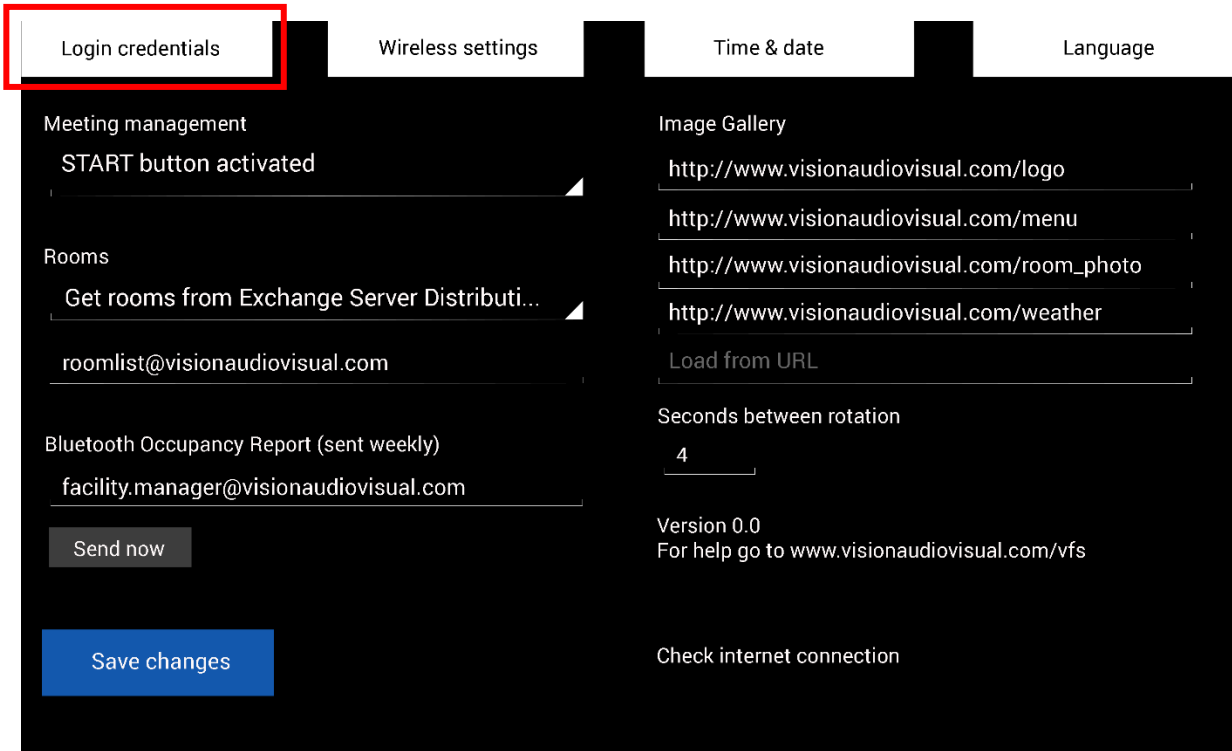 Login credentials
Wireless settings
Time & date
Language
Meeting management
START button activated
Rooms
Get rooms from Exchange Server Distributi...
roomlist@visionaudiovisual.com
Bluetooth Occupancy Report (sent weekly)
facility.manager@visionaudiovisual.com
Send now
Save changes
Image Gallery
http://www.visionaudiovisual.com/logo
http://www.visionaudiovisual.com/menu
http://www.visionaudiovisual.com/room_photo
http://www.visionaudiovisual.com/weather
Load from URL
Seconds between rotation
4
Version 0.0
For help go to www.visionaudiovisual.com/vfs
Check internet connection